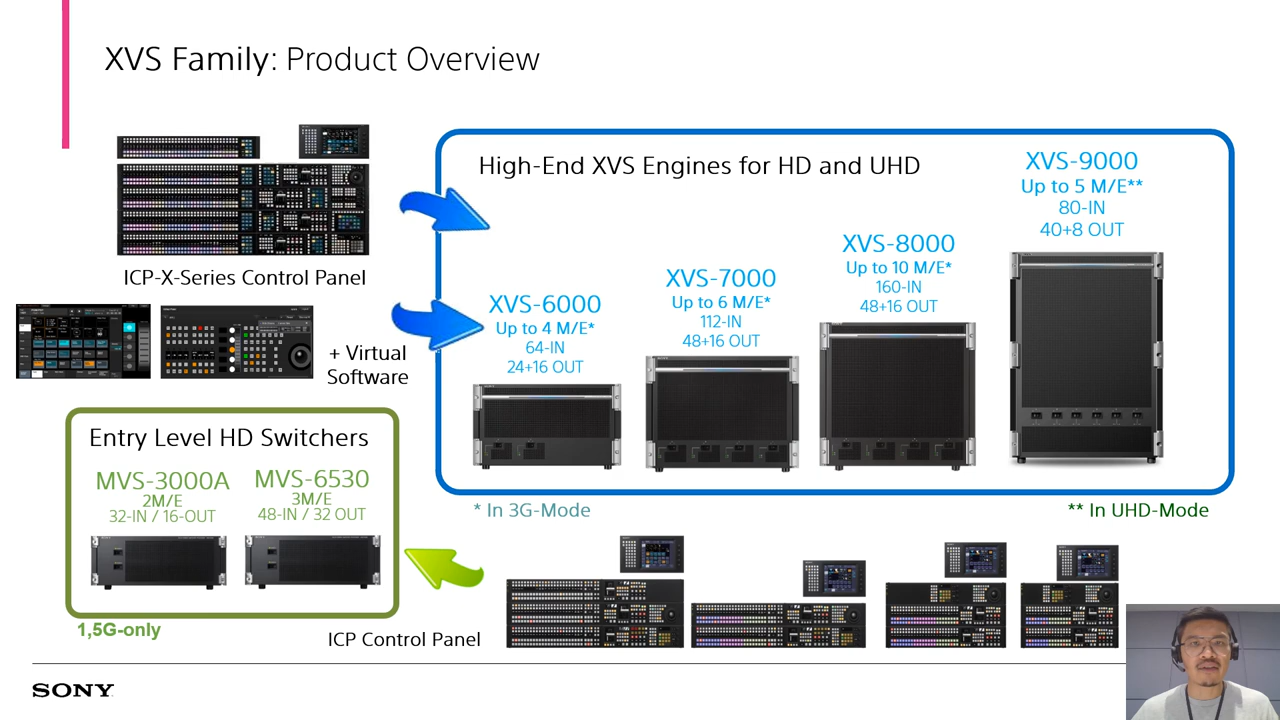 XVS Family: Product Overview
ICP-X-Series Control Panel
+ Virtual
Software
High-End XVS Engines for HD and UHD
XVS-6000
Up to 4 M/E*
64-IN
24+16 OUT
XVS-7000
Up to 6 M/E*
112-IN
48+16 OUT
XVS-8000
Up to 10 M/E*
160-IN
48+16 OUT
XVS-9000
Up to 5 M/E**
80-IN
40+8 OUT
* In 3G-Mode
** In UHD-Mode
Entry Level HD Switchers
MVS-3000A
2M/E
32-IN / 16-OUT
MVS-6530
3M/E
48-IN / 32 OUT
1,5G-only
ICP Control Panel
SONY